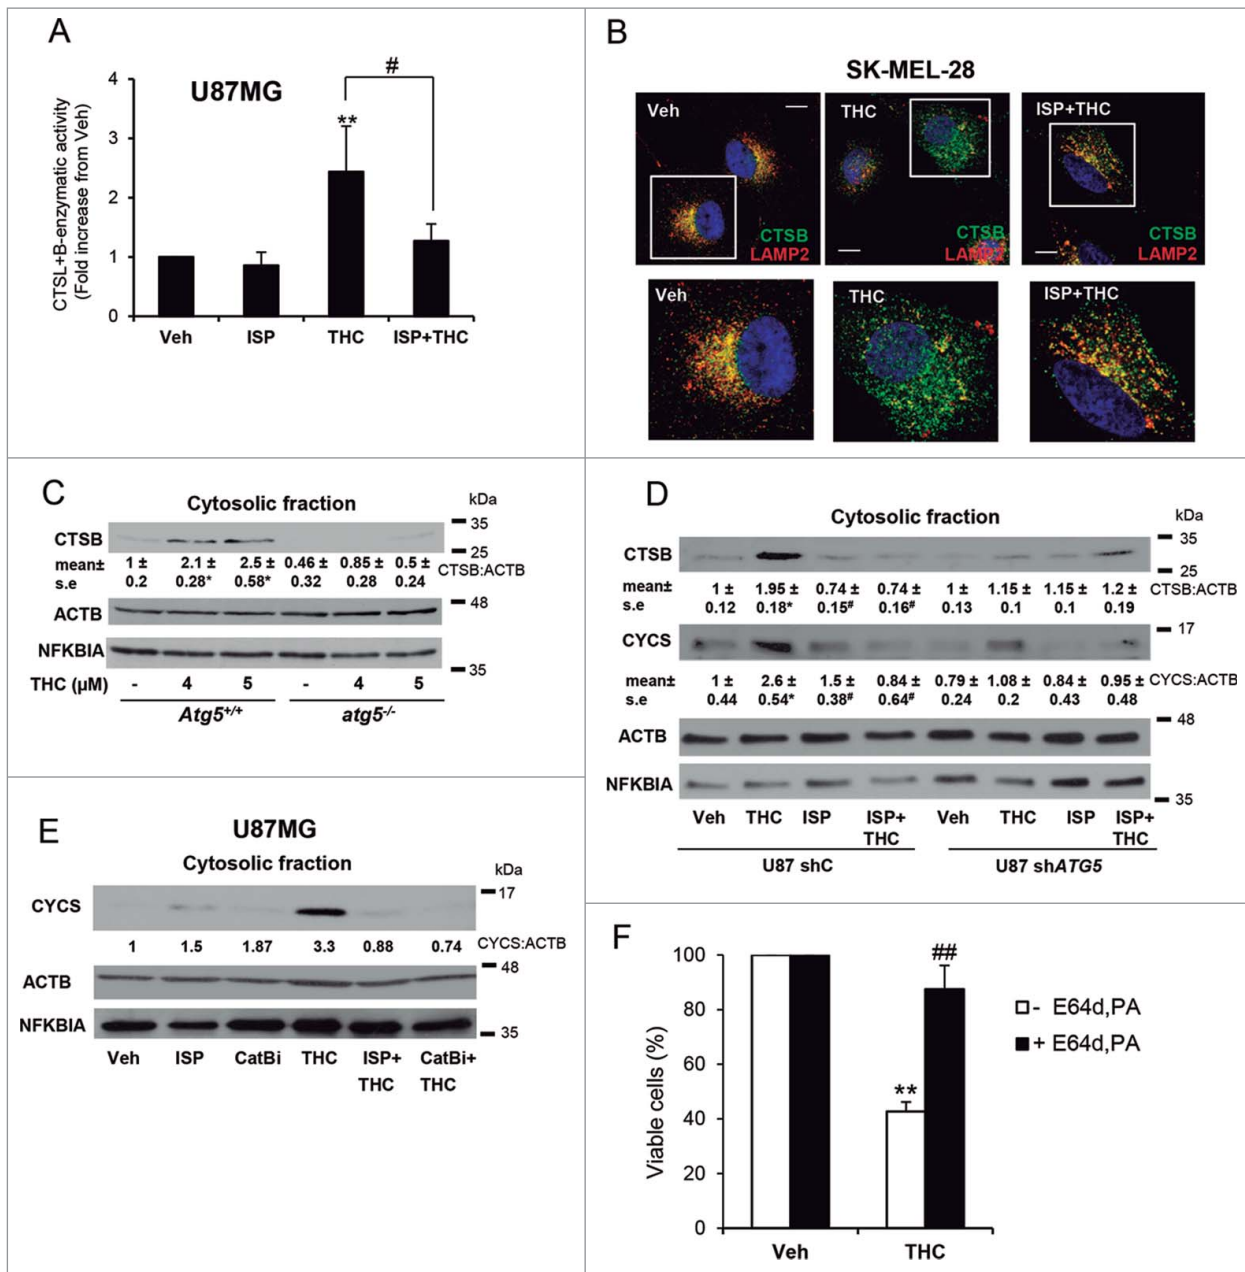 A
U87MG
CTSL+B-enzymatic activity
(Fold increase from Veh)
4
3
2
1
0
**
#
Veh ISP THC ISP+THC
B
SK-MEL-28
Veh THC ISP+THC
CTSB CTSB CTSB
LAMP2 LAMP2 LAMP2
Veh THC ISP+THC
C
Cytosolic fraction
kDa
CTSB
35
25
mean± 1 ± 2.1 ± 2.5 ± 0.46 ± 0.85 ± 0.5 ± CTSB:ACTB
s.e 0.2 0.28* 0.58* 0.32 0.28 0.24
ACTB
48
NFKBIA
35
THC (µM) - 4 5 - 4 5
Atg5+/+ atg5-/-
D
Cytosolic fraction
kDa
CTSB
35
25
mean± 1 ± 1.95 ± 0.74 ± 0.74 ± 1 ± 1.15 ± 1.15 ± 1.2 ± CTSB:ACTB
s.e 0.12 0.18* 0.15# 0.16# 0.13 0.1 0.1 0.19
CYCS
17
mean± 1 ± 2.6 ± 1.5 ± 0.84 ± 0.79 ± 1.08 ± 0.84 ± 0.95 ± CYCS:ACTB
s.e 0.44 0.54* 0.38# 0.64# 0.24 0.2 0.43 0.48
ACTB
48
NFKBIA
35
Veh THC ISP ISP+ Veh THC ISP ISP+
THC THC
U87 shC U87 shATG5
E
U87MG
Cytosolic fraction
kDa
CYCS
17
1 1.5 1.87 3.3 0.88 0.74 CYCS:ACTB
ACTB
48
NFKBIA
35
Veh ISP CatBi THC ISP+ CatBi+
THC THC
F
Viable cells (%)
100
80
60
40
20
0
**
##
- E64d,PA
+ E64d,PA
Veh THC